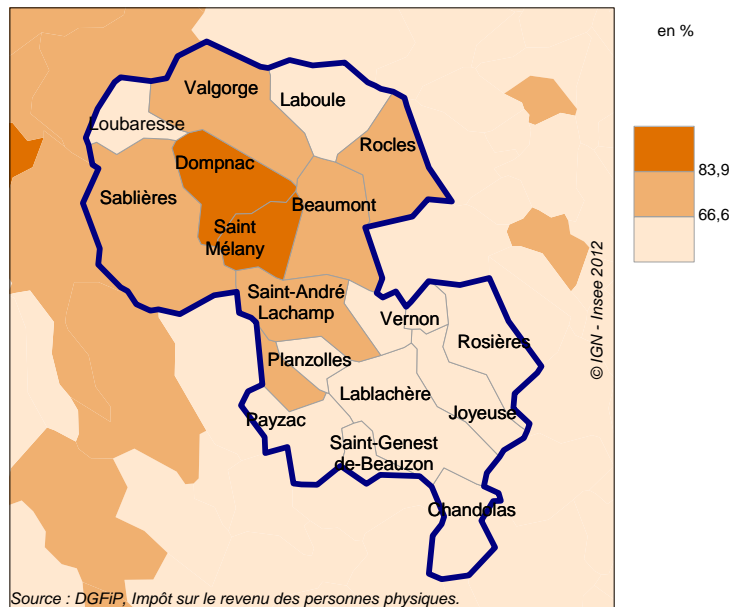 en %
Valgorge
Laboule
Loubaresse
Rocles
Dompnac
83,9
Sablières
Beaumont
66,6
Saint
Mélany
Saint-André
Lachamp
Vernon
© IGN - Insee 2012
Rosières
Planzolles
Lablachère
Joyeuse
Payzac
Saint-Genest
de-Beauzon
Chandolas
Source : DGFiP, Impôt sur le revenu des personnes physiques.